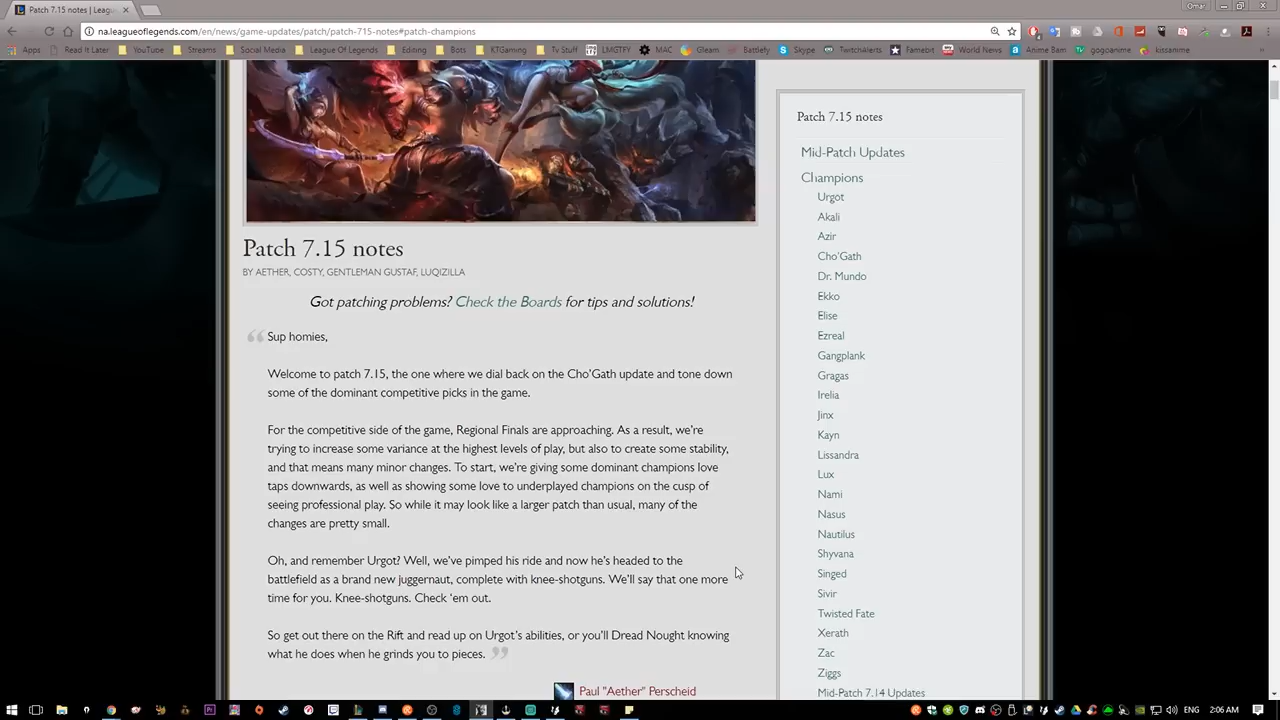 Patch 7.15 notes | Leag
Omar
na.leagueoflegends.com/en/news/game-updates/patch/patch-715-notes#patch-champions
Apps
Read It Later
YouTube
Streams
Social Media
League Of Legends
Editing
Bots
KTGaming
Tv Stuff
LMGTFY
MAC
Gleam
Battlefy
Skype
TwitchAlerts
Famebit
World News
Anime Bam
gogoanime
kissanime
Patch 7.15 notes
BY AETHER, COSTY, GENTLEMAN GUSTAF, LUQIZILLA
Got patching problems? Check the Boards for tips and solutions!
Sup homies,
Welcome to patch 7.15, the one where we dial back on the Cho'Gath update and tone down
some of the dominant competitive picks in the game.
For the competitive side of the game, Regional Finals are approaching. As a result, we're
trying to increase some variance at the highest levels of play, but also to create some stability,
and that means many minor changes. To start, we're giving some dominant champions love
taps downwards, as well as showing some love to underplayed champions on the cusp of
seeing professional play. So while it may look like a larger patch than usual, many of the
changes are pretty small.
Oh, and remember Urgot? Well, we've pimped his ride and now he's headed to the
battlefield as a brand new juggernaut, complete with knee-shotguns. We'll say that one more
time for you. Knee-shotguns. Check 'em out.
So get out there on the Rift and read up on Urgot's abilities, or you'll Dread Nought knowing
what he does when he grinds you to pieces.
Paul "Aether" Perscheid
Patch 7.15 notes
Mid-Patch Updates
Champions
Urgot
Akali
Azir
Cho'Gath
Dr. Mundo
Ekko
Elise
Ezreal
Gangplank
Gragas
Irelia
Jinx
Kayn
Lissandra
Lux
Nami
Nasus
Nautilus
Shyvana
Singed
Sivir
Twisted Fate
Xerath
Zac
Ziggs
Mid-Patch 7.14 Updates
2:06 AM